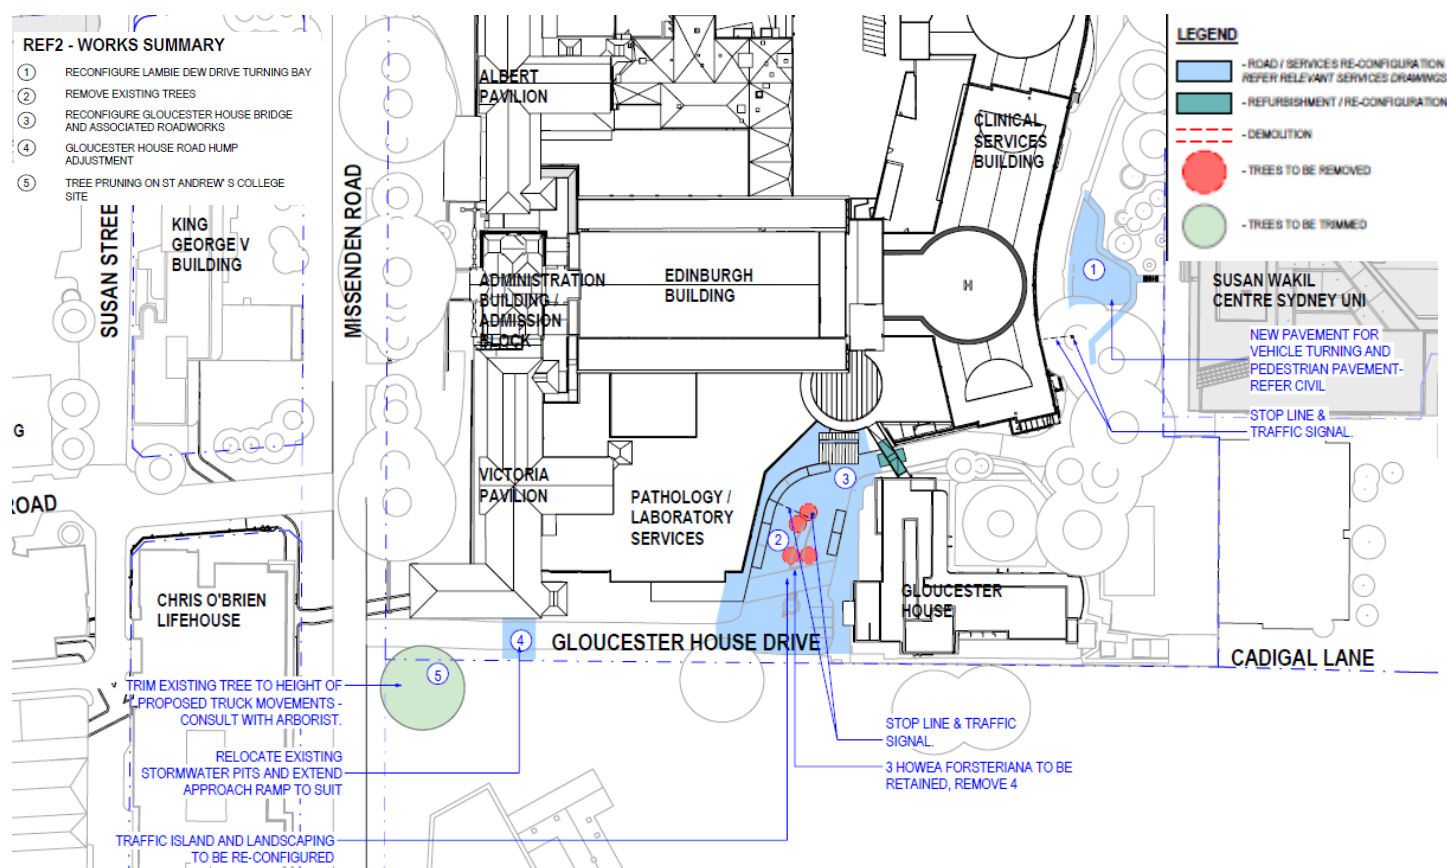 REF2 - WORKS SUMMARY
1 RECONFIGURE LAMBIE DEW DRIVE TURNING BAY
2 REMOVE EXISTING TREES
3 RECONFIGURE GLOUCESTER HOUSE BRIDGE
AND ASSOCIATED ROADWORKS
4 GLOUCESTER HOUSE ROAD HUMP
ADJUSTMENT
5 TREE PRUNING ON ST ANDREW' S COLLEGE
SITE
LEGEND
- ROAD / SERVICES RE-CONFIGURATION
REFER RELEVANT SERVICES DRAWINGS
- REFURBISHMENT / RE-CONFIGURATION
- DEMOLITION
- TREES TO BE REMOVED
- TREES TO BE TRIMMED
SUSAN STREE
KING
GEORGE V
BUILDING
MISSENDEN ROAD
ALBERT
PAVILION
CLINICAL
SERVICES
BUILDING
ADMINISTRATION
BUILDING /
ADMISSION
BLOCK
EDINBURGH
BUILDING
H
1
SUSAN WAKIL
CENTRE SYDNEY UNI
NEW PAVEMENT FOR
VEHICLE TURNING AND
PEDESTRIAN PAVEMENT-
REFER CIVIL
STOP LINE &
TRAFFIC SIGNAL.
G
ROAD
VICTORIA
PAVILION
PATHOLOGY /
LABORATORY
SERVICES
3
2
GLOUCESTER
HOUSE
CHRIS O'BRIEN
LIFEHOUSE
4
GLOUCESTER HOUSE DRIVE
CADIGAL LANE
5
TRIM EXISTING TREE TO HEIGHT OF
PROPOSED TRUCK MOVEMENTS -
CONSULT WITH ARBORIST.
RELOCATE EXISTING
STORMWATER PITS AND EXTEND
APPROACH RAMP TO SUIT
TRAFFIC ISLAND AND LANDSCAPING
TO BE RE-CONFIGURED
STOP LINE & TRAFFIC
SIGNAL.
3 HOWEA FORSTERIANA TO BE
RETAINED, REMOVE 4